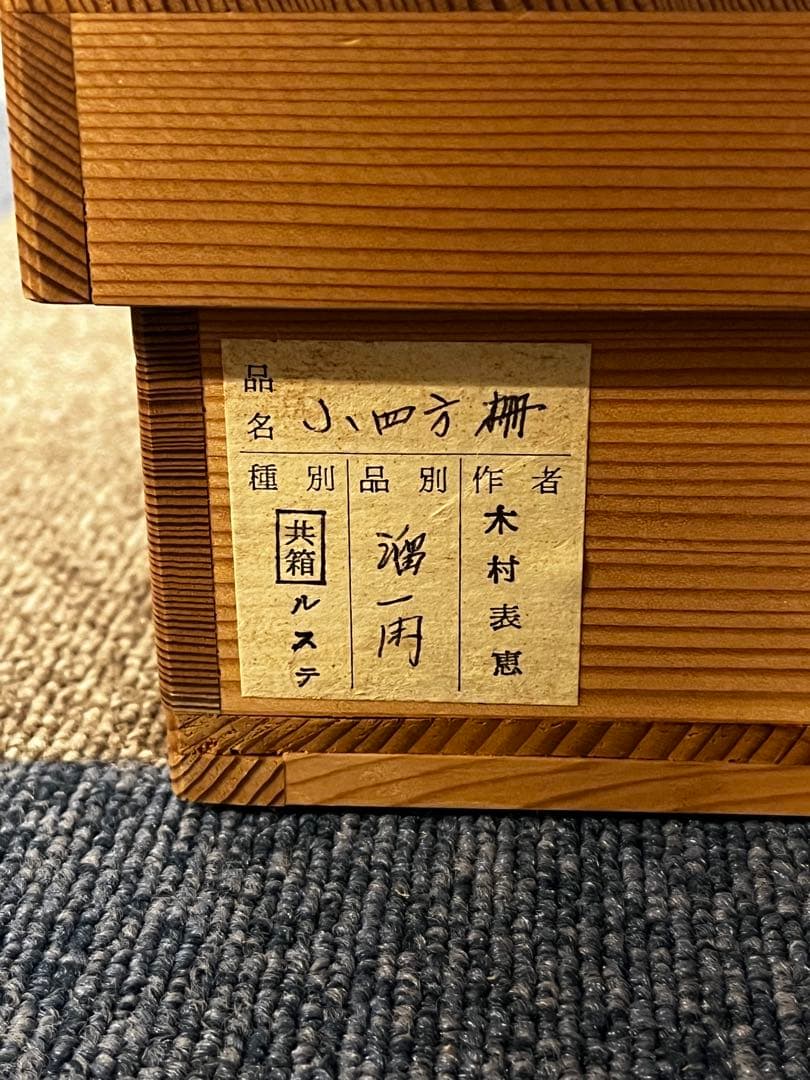 品名 小四方棚
種別 品別 作者
共箱
ルステ
溜一閑
木村表恵